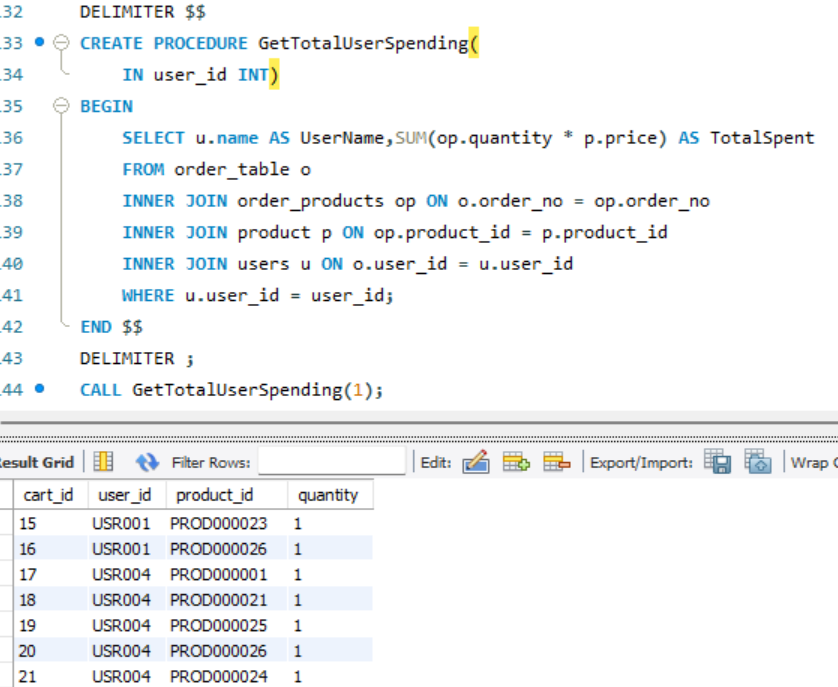 32 DELIMITER $$
33 CREATE PROCEDURE GetTotalUserSpending(
34 IN user_id INT)
35 BEGIN
36 SELECT u.name AS UserName,SUM(op.quantity * p.price) AS TotalSpent
37 FROM order_table o
38 INNER JOIN order_products op ON o.order_no = op.order_no
39 INNER JOIN product p ON op.product_id = p.product_id
40 INNER JOIN users u ON o.user_id = u.user_id
41 WHERE u.user_id = user_id;
42 END $$
43 DELIMITER ;
44 CALL GetTotalUserSpending(1);
esult Grid Filter Rows: Edit: Export/Import: Wrap C
cart_id user_id product_id quantity
15 USR001 PROD000023 1
16 USR001 PROD000026 1
17 USR004 PROD000001 1
18 USR004 PROD000021 1
19 USR004 PROD000025 1
20 USR004 PROD000026 1
21 USR004 PROD000024 1